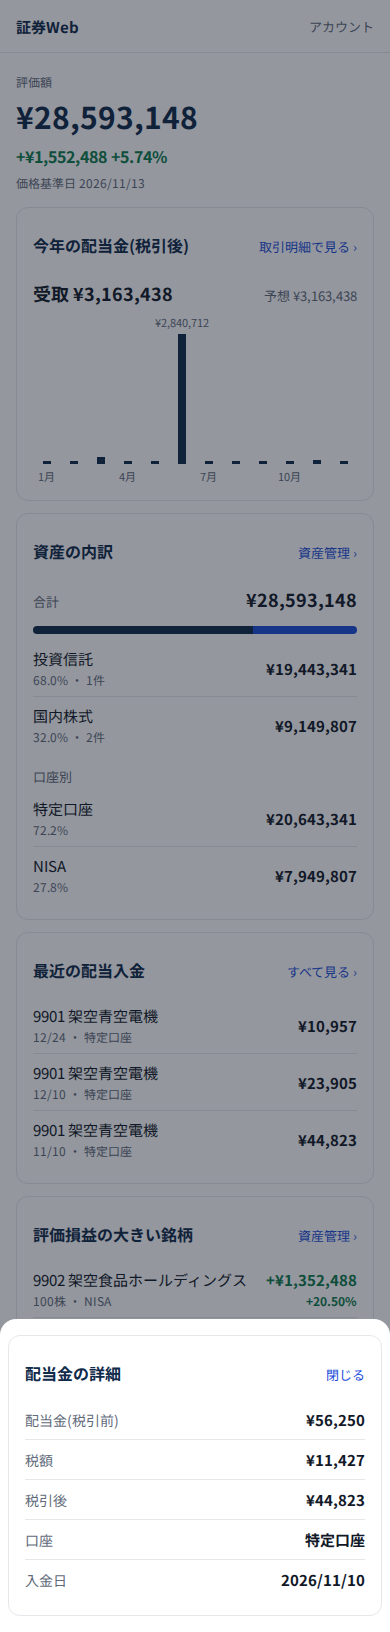 証券Web
アカウント
評価額
¥28,593,148
+¥1,552,488 +5.74%
価格基準日 2026/11/13
今年の配当金(税引後)
取引明細で見る ›
受取 ¥3,163,438
予想 ¥3,163,438
¥2,840,712
1月 4月 7月 10月
資産の内訳
資産管理 ›
合計
¥28,593,148
投資信託
68.0% ・ 1件
¥19,443,341
国内株式
32.0% ・ 2件
¥9,149,807
口座別
特定口座
72.2%
¥20,643,341
NISA
27.8%
¥7,949,807
最近の配当入金
すべて見る ›
9901 架空青空電機
12/24 ・ 特定口座
¥10,957
9901 架空青空電機
12/10 ・ 特定口座
¥23,905
9901 架空青空電機
11/10 ・ 特定口座
¥44,823
評価損益の大きい銘柄
資産管理 ›
9902 架空食品ホールディングス
100株 ・ NISA
+¥1,352,488
+20.50%
配当金の詳細
閉じる
配当金(税引前)
¥56,250
税額
¥11,427
税引後
¥44,823
口座
特定口座
入金日
2026/11/10